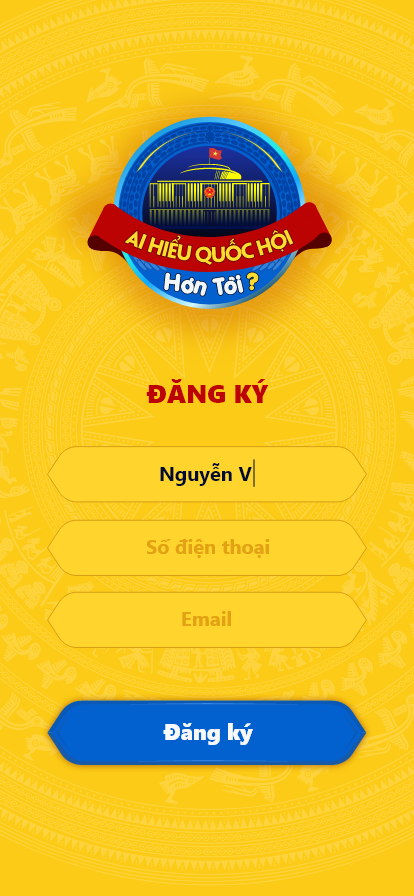 AI HIỂU QUỐC HỘI
Hơn Tôi ?
ĐĂNG KÝ
Nguyễn V
Số điện thoại
Email
Đăng ký